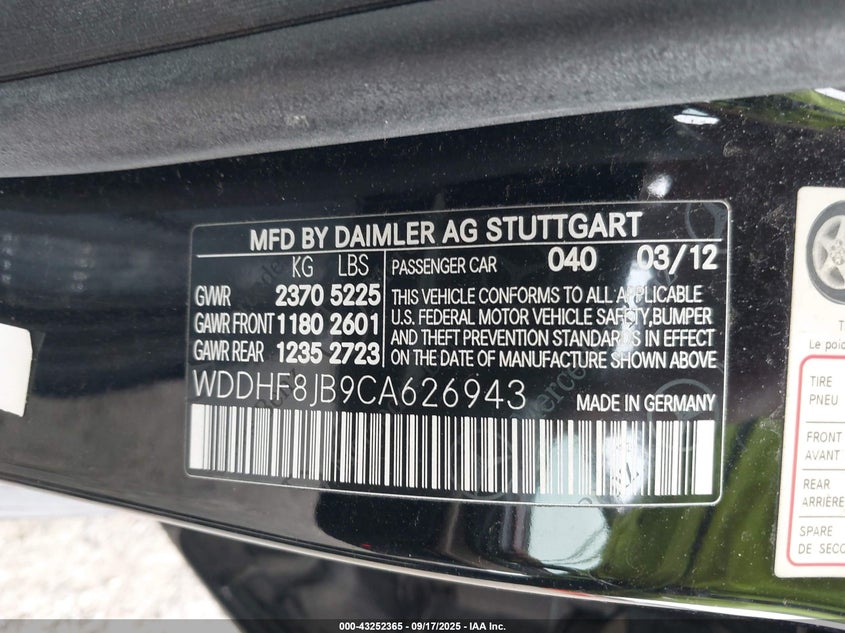 MFD BY DAIMLER AG STUTTGART
KG LBS
GVWR 2370 5225
GAWR FRONT 1180 2601
GAWR REAR 1235 2723
PASSENGER CAR 040 03/12
THIS VEHICLE CONFORMS TO ALL APPLICABLE
U.S. FEDERAL MOTOR VEHICLE SAFETY, BUMPER
AND THEFT PREVENTION STANDARDS IN EFFECT
ON THE DATE OF MANUFACTURE SHOWN ABOVE
WDDHF8JB9CA626943
MADE IN GERMANY
Le
TIRE
PNEU
FRONT
AVANT
REAR
ARRIÈRE
SPARE
DE
000-43252365 | 09/17/2025 | IAA Inc.